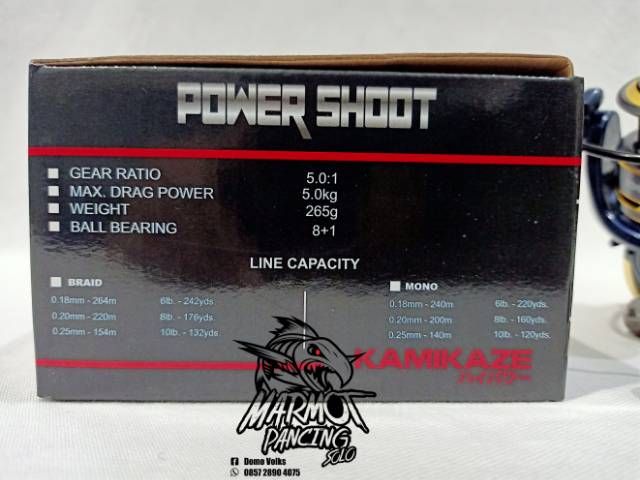 POWER SHOOT
GEAR RATIO 5.0:1
MAX. DRAG POWER 5.0kg
WEIGHT 265g
BALL BEARING 8+1
LINE CAPACITY
BRAID MONO
0.18mm - 264m 6lb. - 242yds 0.18mm - 240m 6lb. - 220yds.
0.20mm - 220m 8lb. - 176yds 0.20mm - 200m 8lb. - 160yds.
0.25mm - 154m 10lb. - 132yds. 0.25mm - 140m 10lb. - 120yds.
KAMIKAZE
MARMOT
PANCING
SOLO
Domo Volks
0857 2890 4075